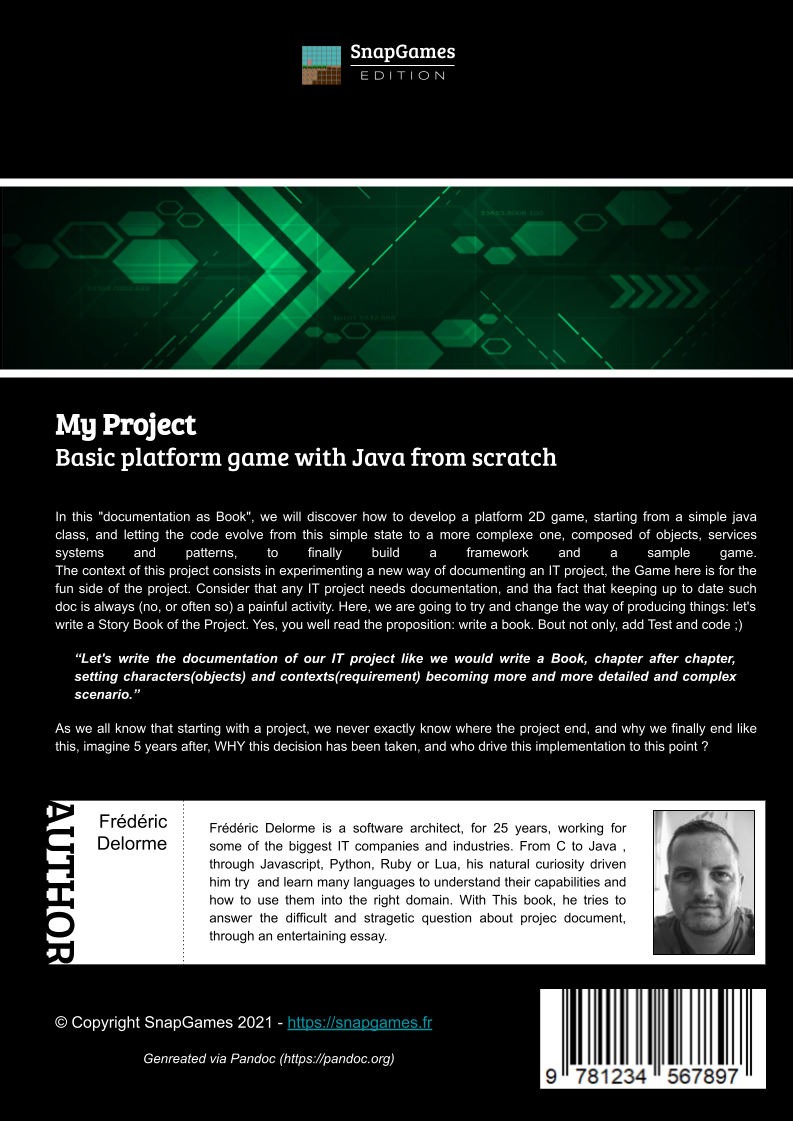 SnapGames
EDITION
My Project
Basic platform game with Java from scratch
In this "documentation as Book", we will discover how to develop a platform 2D game, starting from a simple java
class, and letting the code evolve from this simple state to a more complexe one, composed of objects, services
systems and patterns, to finally build a framework and a sample game.
The context of this project consists in experimenting a new way of documenting an IT project, the Game here is for the
fun side of the project. Consider that any IT project needs documentation, and tha fact that keeping up to date such
doc is always (no, or often so) a painful activity. Here, we are going to try and change the way of producing things: let's
write a Story Book of the Project. Yes, you well read the proposition: write a book. Bout not only, add Test and code ;)
“Let's write the documentation of our IT project like we would write a Book, chapter after chapter,
setting characters(objects) and contexts(requirement) becoming more and more detailed and complex
scenario.”
As we all know that starting with a project, we never exactly know where the project end, and why we finally end like
this, imagine 5 years after, WHY this decision has been taken, and who drive this implementation to this point ?
AUTHOR
Frédéric
Delorme
Frédéric Delorme is a software architect, for 25 years, working for
some of the biggest IT companies and industries. From C to Java ,
through Javascript, Python, Ruby or Lua, his natural curiosity driven
him try and learn many languages to understand their capabilities and
how to use them into the right domain. With This book, he tries to
answer the difficult and stragetic question about projec document,
through an entertaining essay.
© Copyright SnapGames 2021 - https://snapgames.fr
Genreated via Pandoc (https://pandoc.org)
9 781234 567897